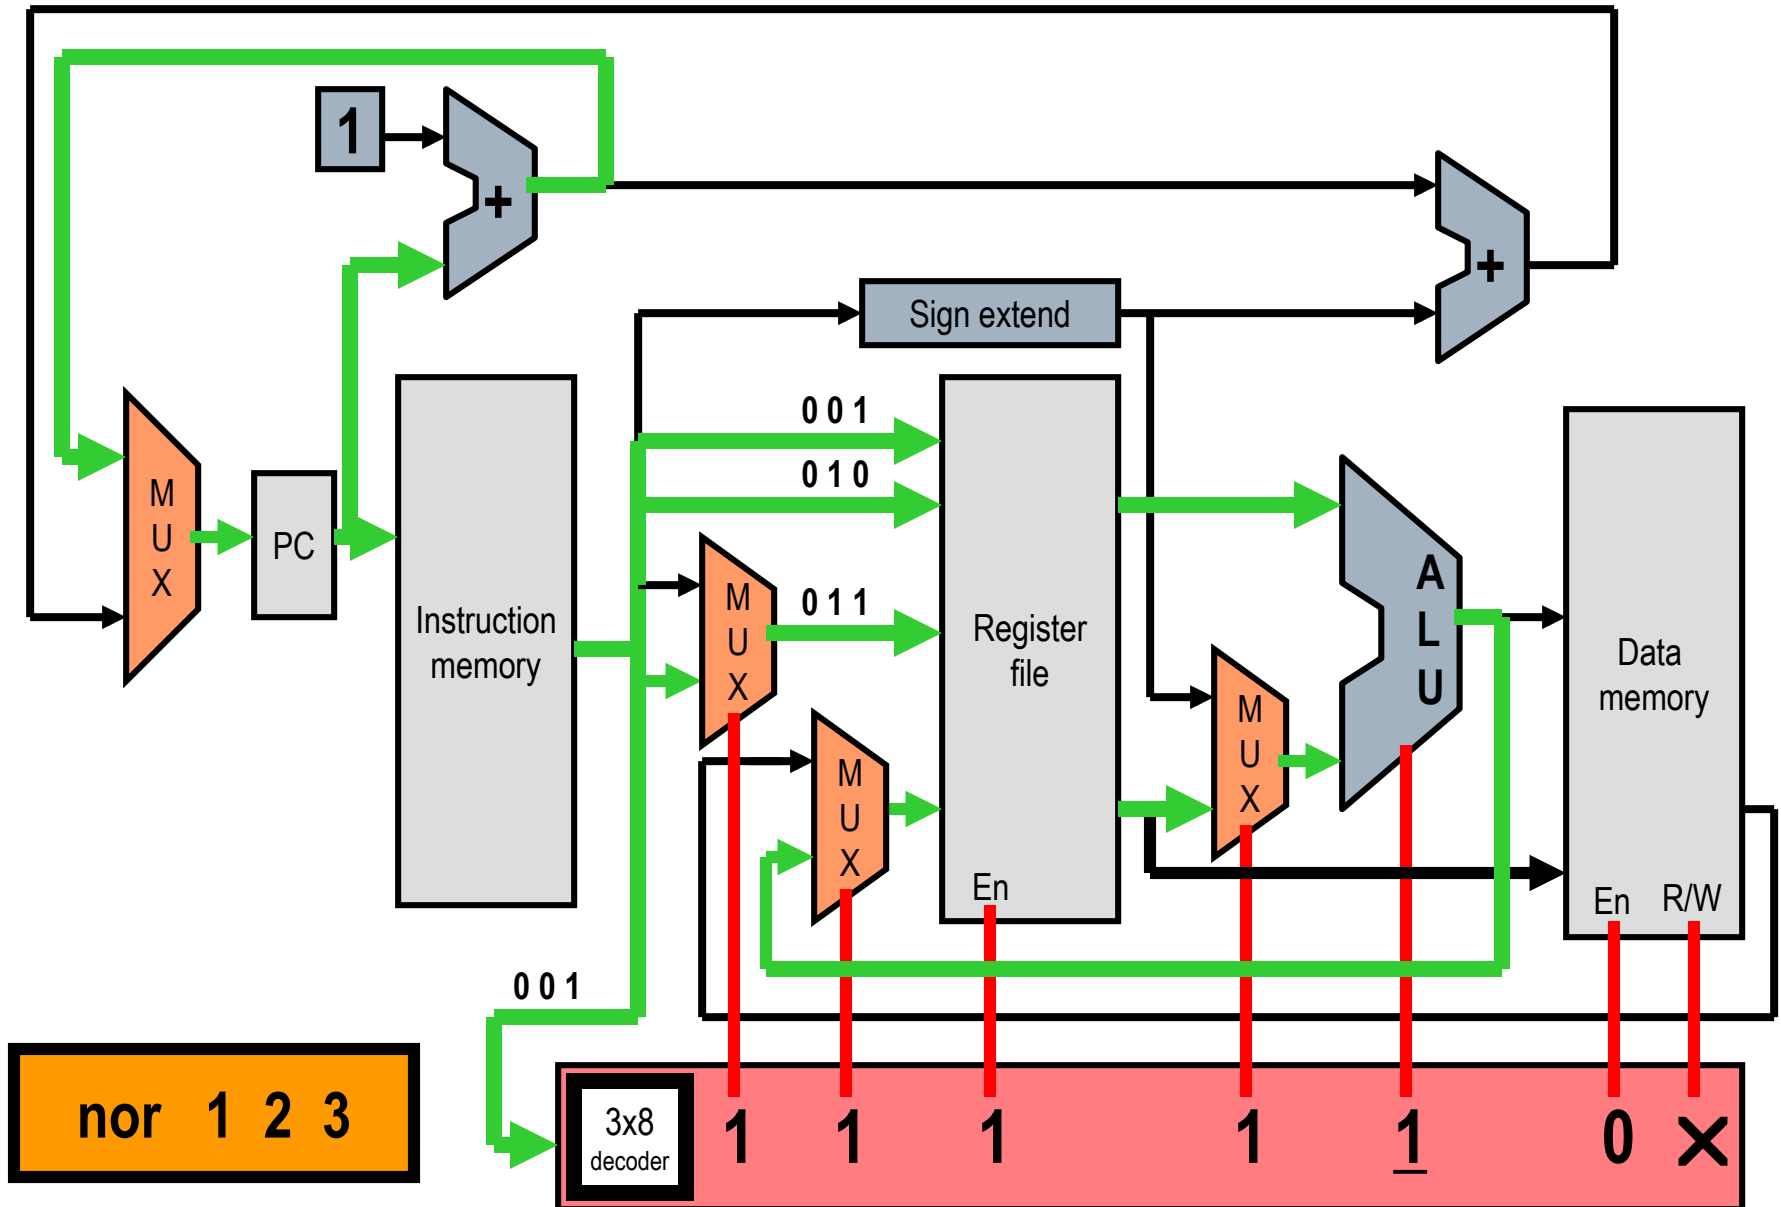 1
+
+
Sign extend
0 0 1
0 1 0
M
U
X
PC
Instruction
memory
M
U
X
0 1 1
Register
file
A
L
U
Data
memory
M
U
X
M
U
X
En
En R/W
0 0 1
nor 1 2 3
3x8
decoder
1 1 1 1 1 0 X